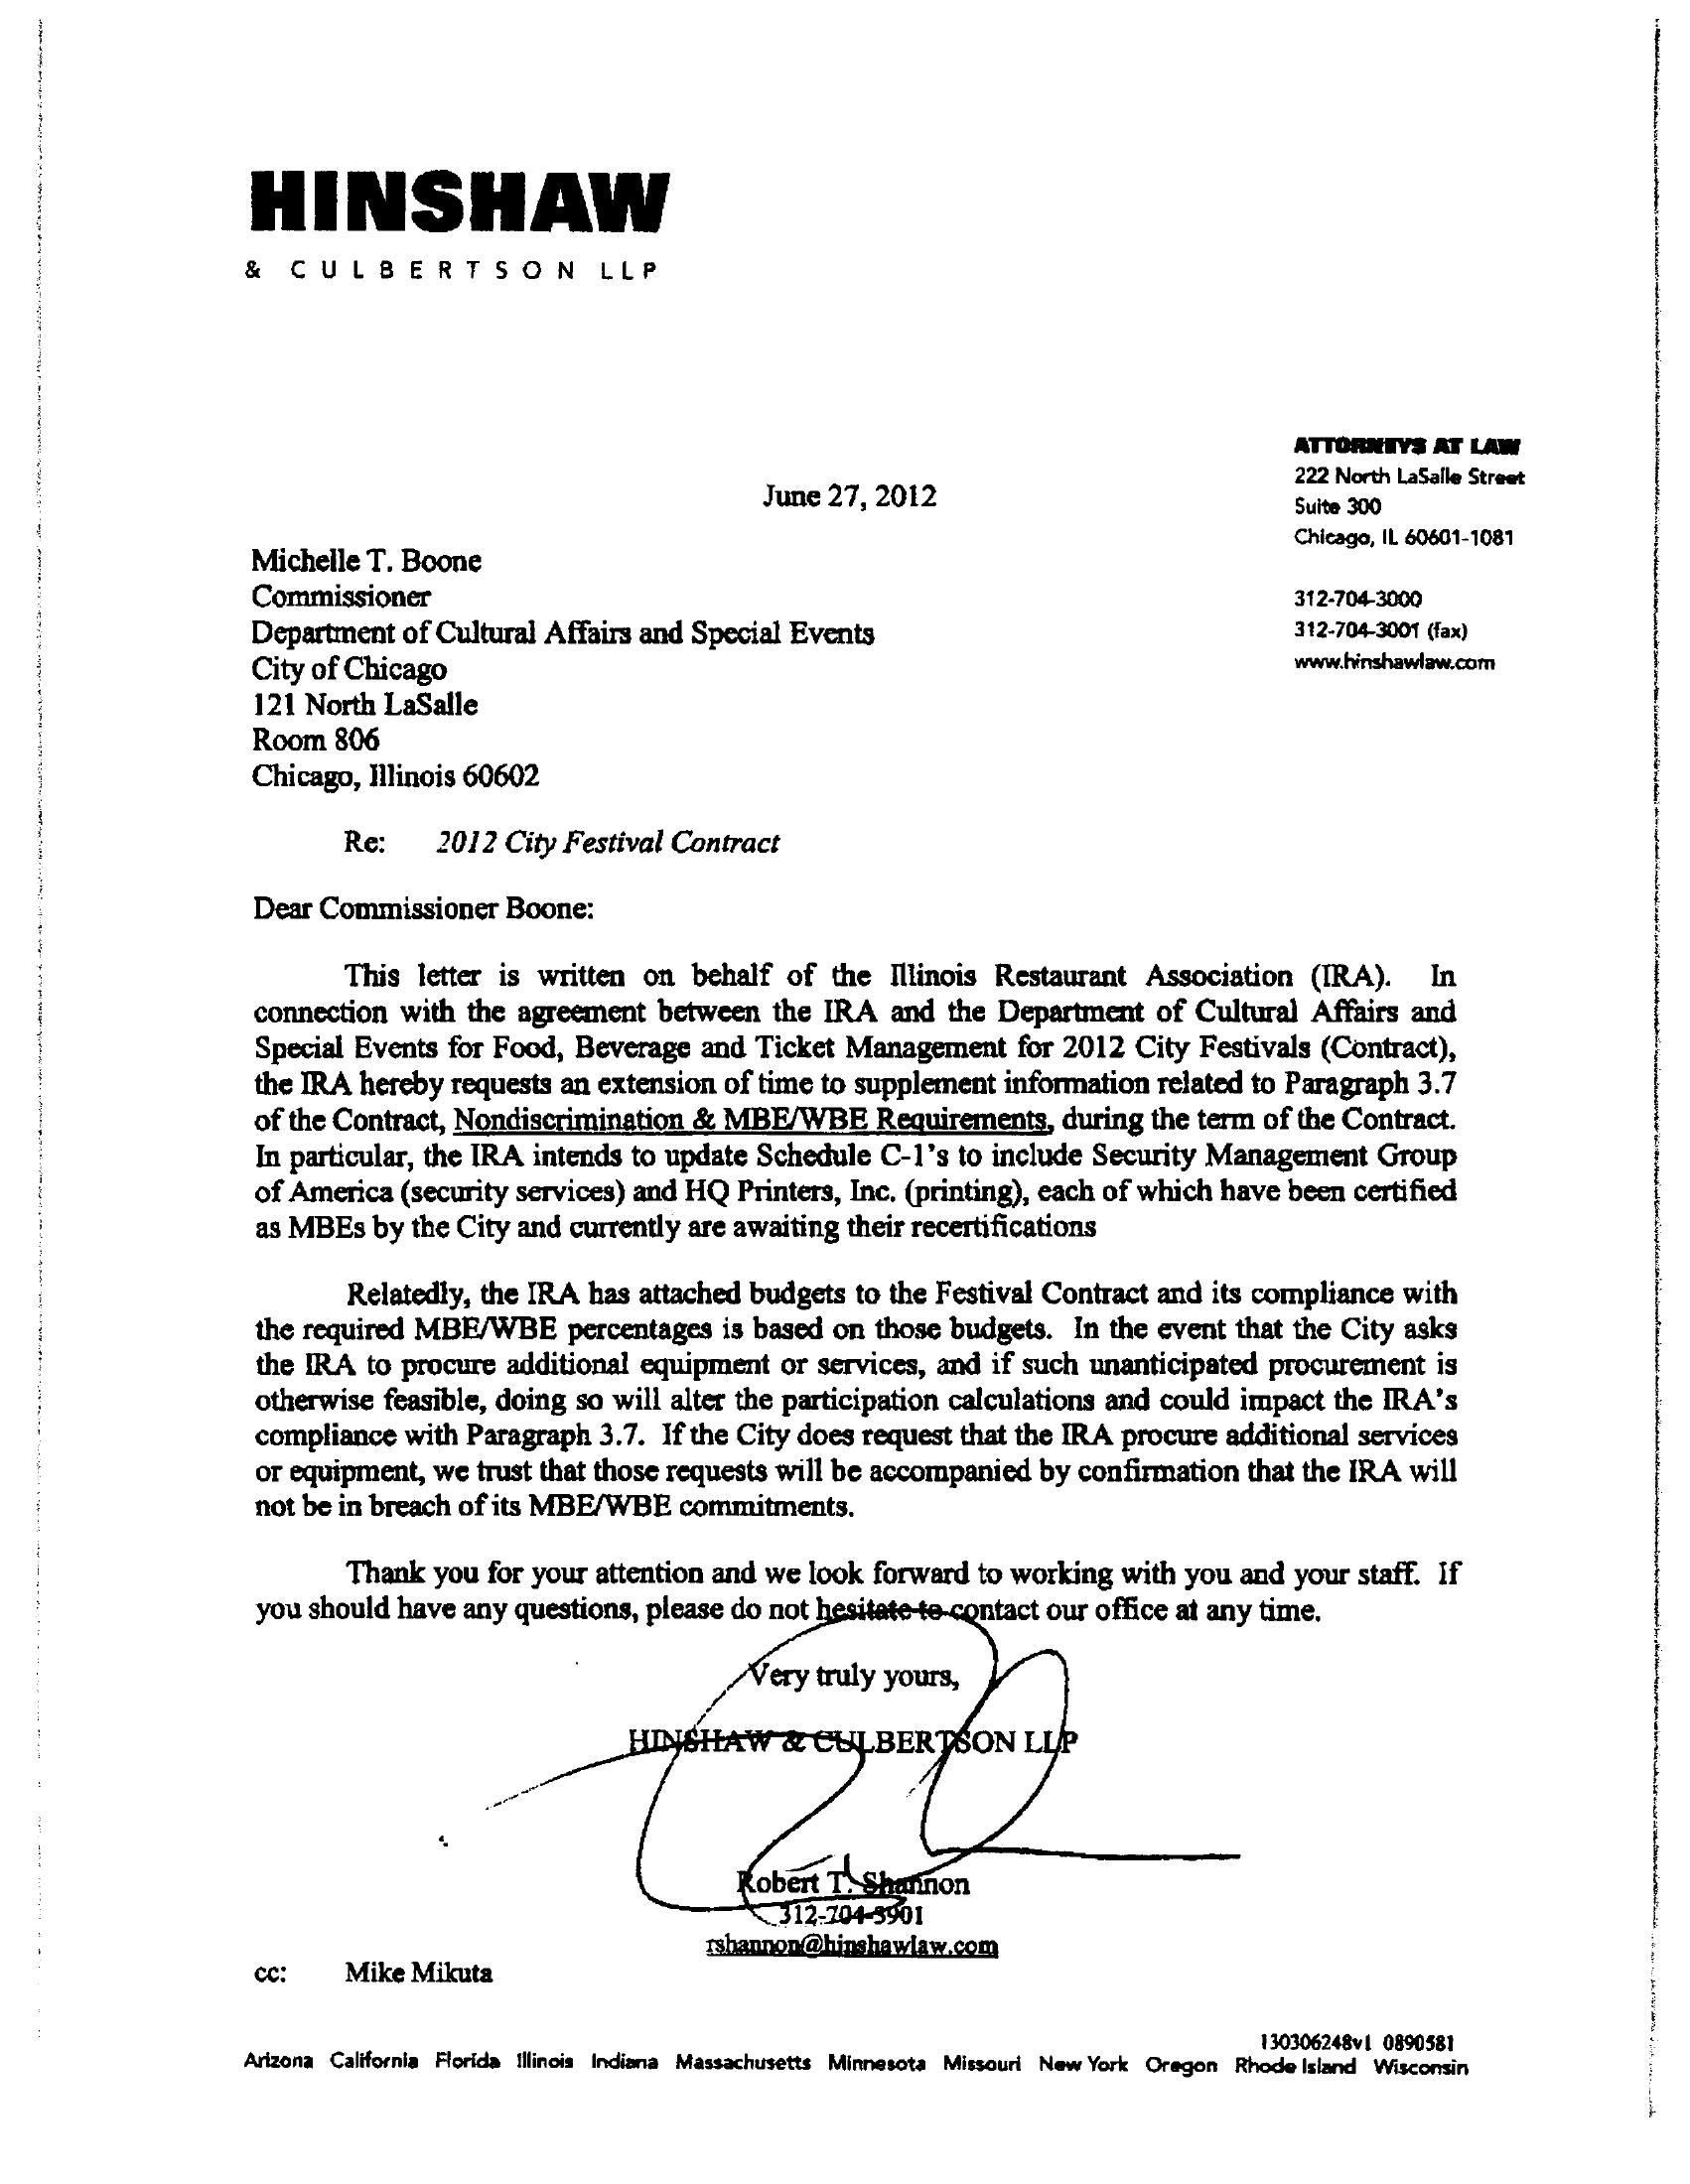 HINSHAW
& CULBERTSON LLP
ATTORNEYS AT LAW
222 North LaSalle Street
Suite 300
Chicago, IL 60601-1081
312-704-3000
312-704-3001 (fax)
www.hinshawlaw.com
June 27, 2012
Michelle T. Boone
Commissioner
Department of Cultural Affairs and Special Events
City of Chicago
121 North LaSalle
Room 806
Chicago, Illinois 60602
Re: 2012 City Festival Contract
Dear Commissioner Boone:
This letter is written on behalf of the Illinois Restaurant Association (IRA). In
connection with the agreement between the IRA and the Department of Cultural Affairs and
Special Events for Food, Beverage and Ticket Management for 2012 City Festivals (Contract),
the IRA hereby requests an extension of time to supplement information related to Paragraph 3.7
of the Contract, Nondiscrimination & MBE/WBE Requirements, during the term of the Contract.
In particular, the IRA intends to update Schedule C-1's to include Security Management Group
of America (security services) and HQ Printers, Inc. (printing), each of which have been certified
as MBEs by the City and currently are awaiting their recertifications
Relatedly, the IRA has attached budgets to the Festival Contract and its compliance with
the required MBE/WBE percentages is based on those budgets. In the event that the City asks
the IRA to procure additional equipment or services, and if such unanticipated procurement is
otherwise feasible, doing so will alter the participation calculations and could impact the IRA's
compliance with Paragraph 3.7. If the City does request that the IRA procure additional services
or equipment, we trust that those requests will be accompanied by confirmation that the IRA will
not be in breach of its MBE/WBE commitments.
Thank you for your attention and we look forward to working with you and your staff. If
you should have any questions, please do not hesitate to contact our office at any time.
Very truly yours,
HINSHAW & CULBERTSON LLP
Robert T. Shannon
312-704-3901
rshannon@hinshawlaw.com
cc: Mike Mikuta
130306248v1 0890581
Arizona California Florida Illinois Indiana Massachusetts Minnesota Missouri New York Oregon Rhode Island Wisconsin